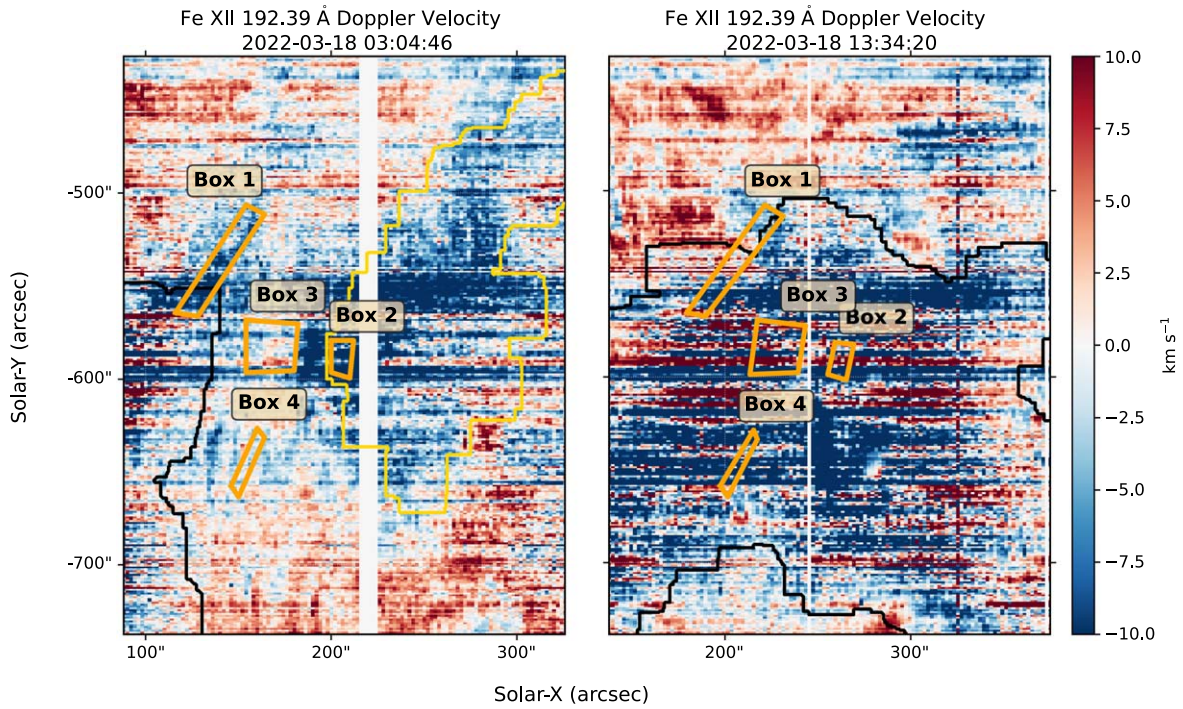 Fe XII 192.39 Å Doppler Velocity
2022-03-18 03:04:46
Fe XII 192.39 Å Doppler Velocity
2022-03-18 13:34:20
Solar-Y (arcsec)
-500"
-600"
-700"
Box 1
Box 3
Box 2
Box 4
100"
200"
300"
Box 1
Box 3
Box 2
Box 4
200"
300"
10.0
7.5
5.0
2.5
0.0
−2.5
−5.0
−7.5
−10.0
km s⁻¹
Solar-X (arcsec)